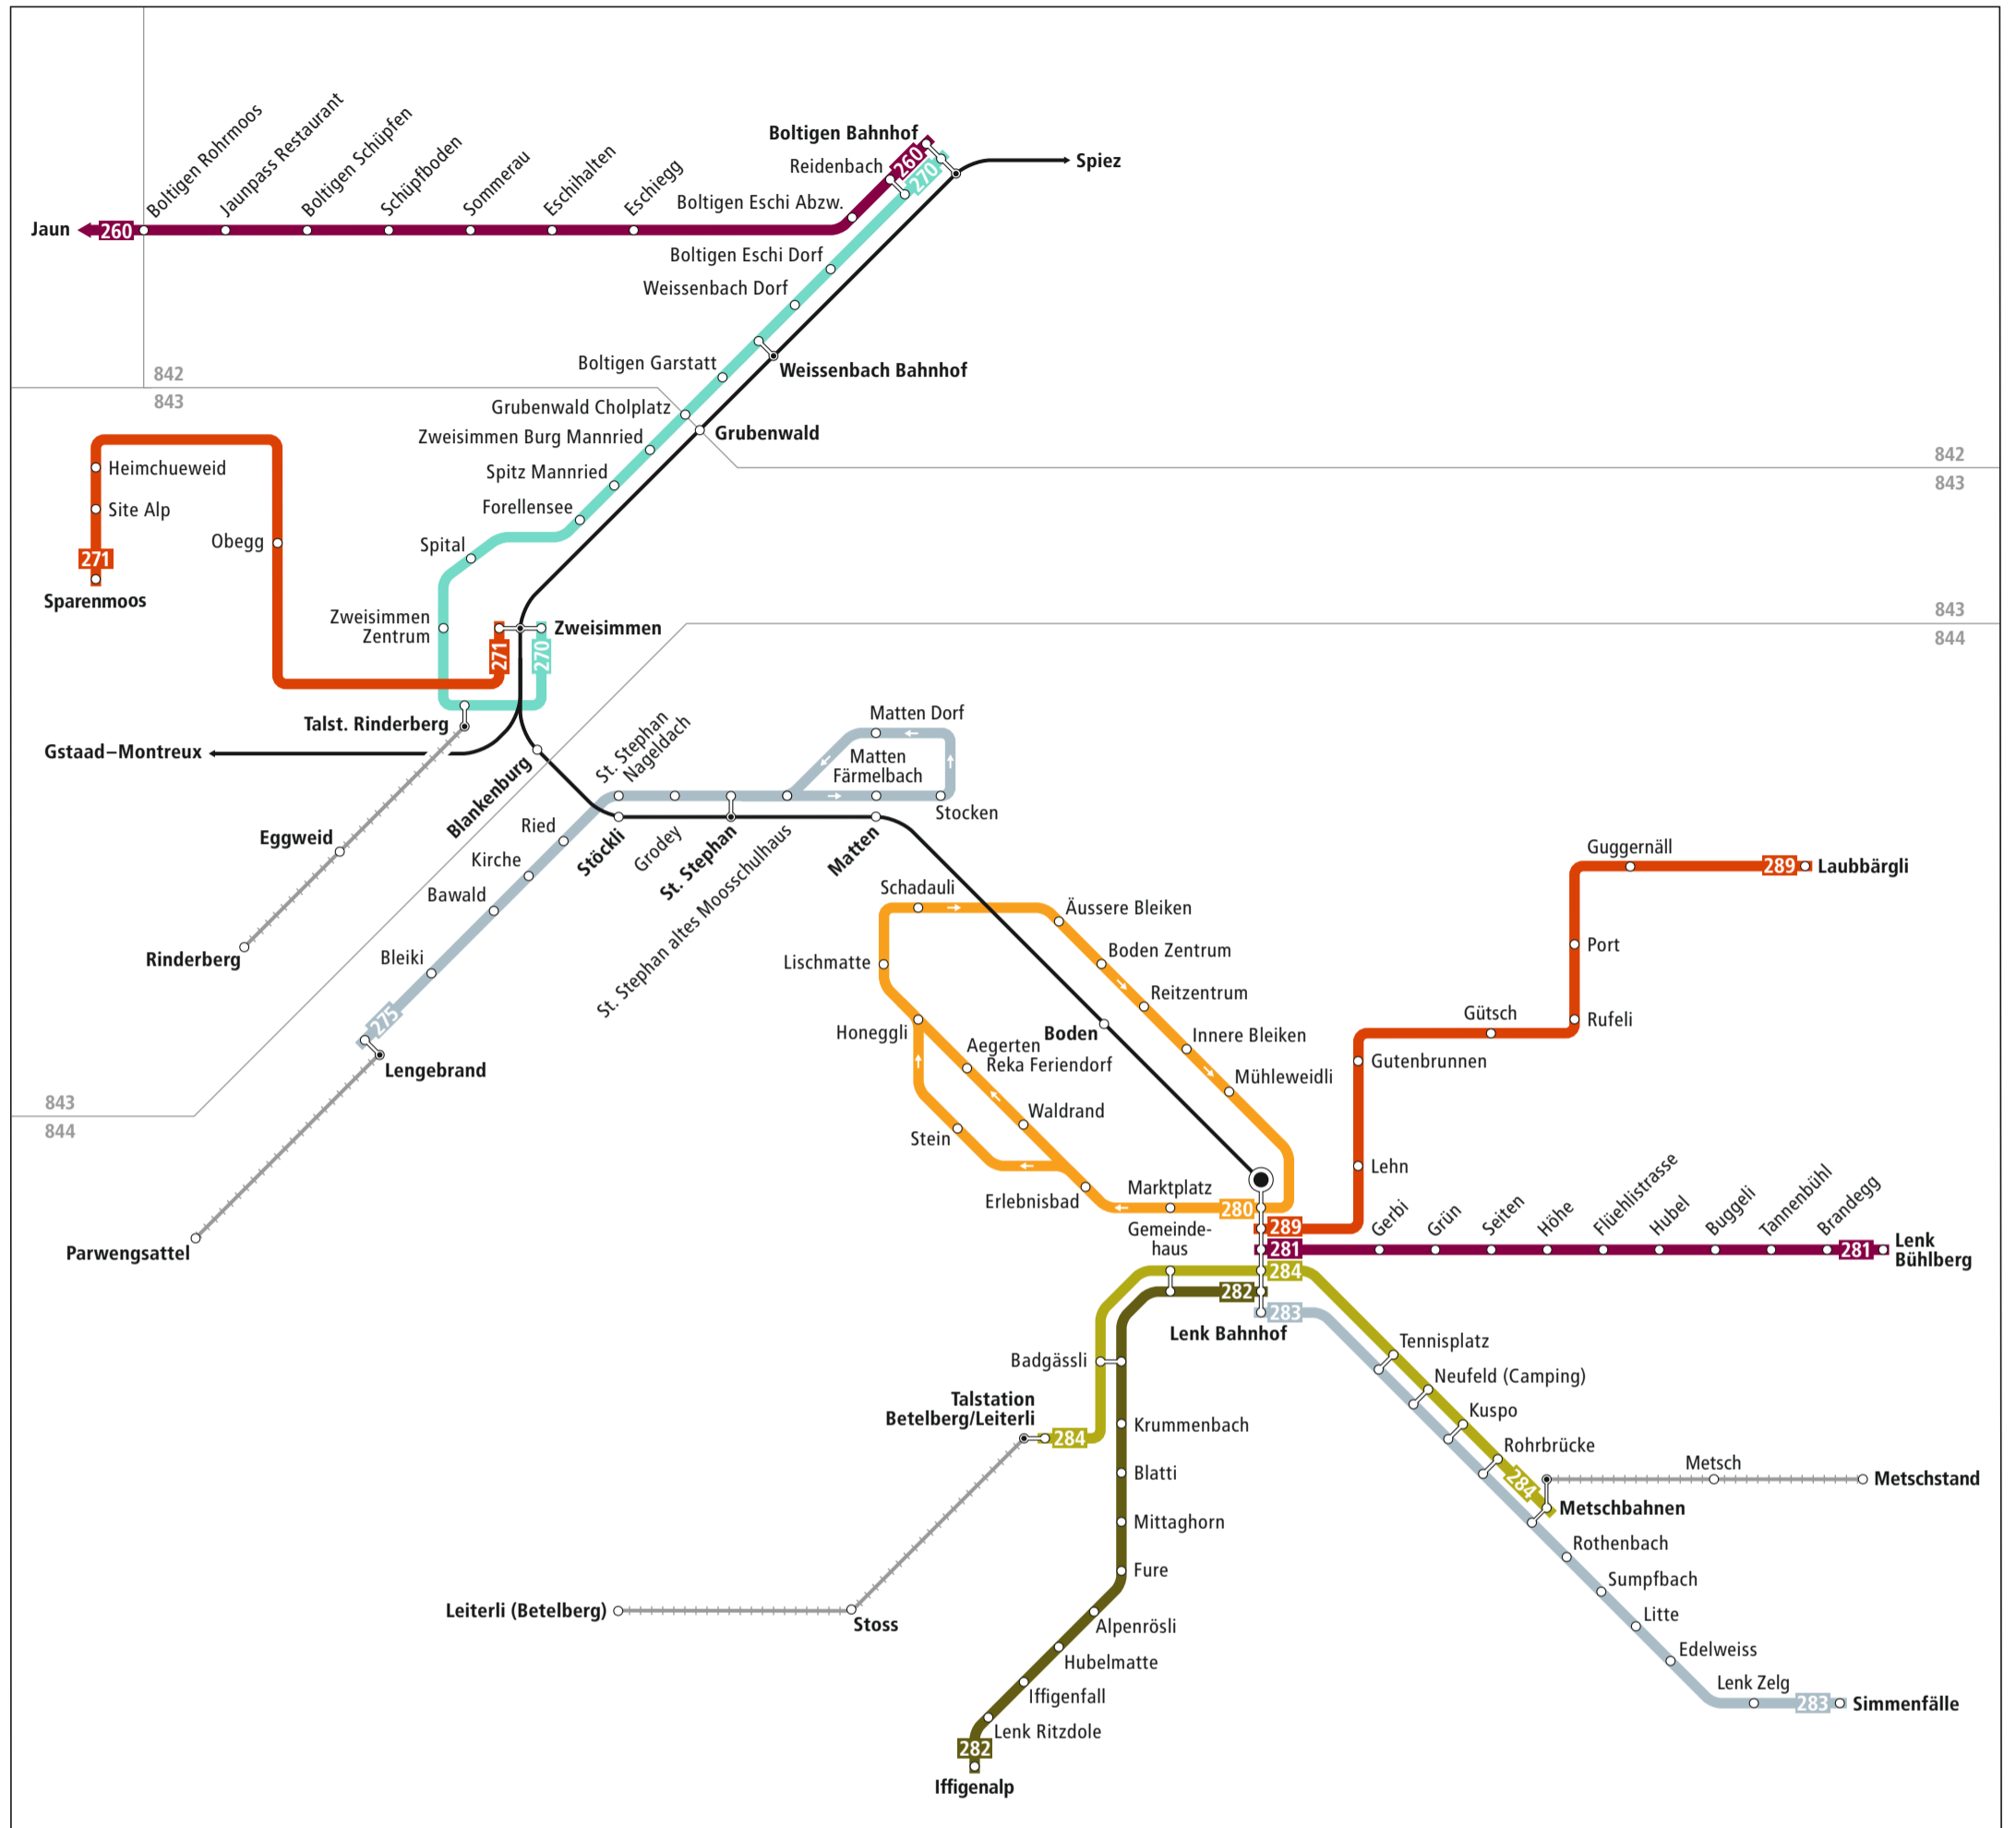 Boltigen Rohrmoos
Jaunpass Restaurant
Boltigen Schüpfen
Schüpfboden
Sommerau
Eschihalten
Eschiegg
Boltigen Bahnhof
Reidenbach
Boltigen Eschi Abzw.
260
270
Spiez
Jaun
260
Boltigen Eschi Dorf
Weissenbach Dorf
Weissenbach Bahnhof
Boltigen Garstatt
842
843
Grubenwald Cholplatz
Grubenwald
Zweisimmen Burg Mannried
842
843
Spitz Mannried
Forellensee
Heimchueweid
Site Alp
271
Sparenmoos
Obegg
Spital
Zweisimmen
Zentrum
Zweisimmen
271
270
843
844
Talst. Rinderberg
Gstaad–Montreux
Eggweid
Rinderberg
Blankenburg
St. Stephan
Nageldach
Matten Dorf
Matten
Färmelbach
Stocken
Ried
Kirche
Bawald
Bleiki
275
Lengebrand
Parwengsattel
843
844
Stöckli
Grodey
St. Stephan
St. Stephan altes Moosschulhaus
Matten
Schadauli
Äussere Bleiken
Lischmatte
Boden Zentrum
Reitzentrum
Honeggli
Boden
Innere Bleiken
Aegerten
Reka Feriendorf
Mühleweidli
Waldrand
Stein
Erlebnisbad
Marktplatz
280
Guggernäll
289
Laubbärgli
Port
Rufeli
Gütsch
Gutenbrunnen
Lehn
289
Gemeinde-
haus
281
Gerbi
Grün
Seiten
Höhe
Flüehlistrasse
Hubel
Buggeli
Tannenbühl
Brandegg
281
Lenk
Bühlberg
284
282
283
Lenk Bahnhof
Badgässli
Talstation
Betelberg/Leiterli
284
Krummenbach
Blatti
Mittaghorn
Fure
Alpenrösli
Hubelmatte
Iffigenfall
Lenk Ritzdole
282
Iffigenalp
Leiterli (Betelberg)
Stoss
Tennisplatz
Neufeld (Camping)
Kuspo
Rohrbrücke
284
Metschbahnen
Metsch
Metschstand
Rothenbach
Sumpfbach
Litte
Edelweiss
Lenk Zelg
283
Simmenfälle